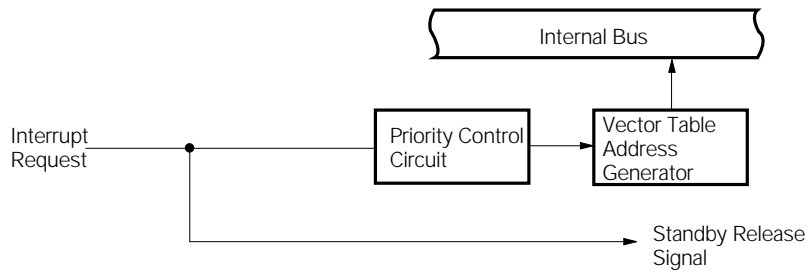 Internal Bus
Interrupt
Request
Priority Control
Circuit
Vector Table
Address
Generator
Standby Release
Signal